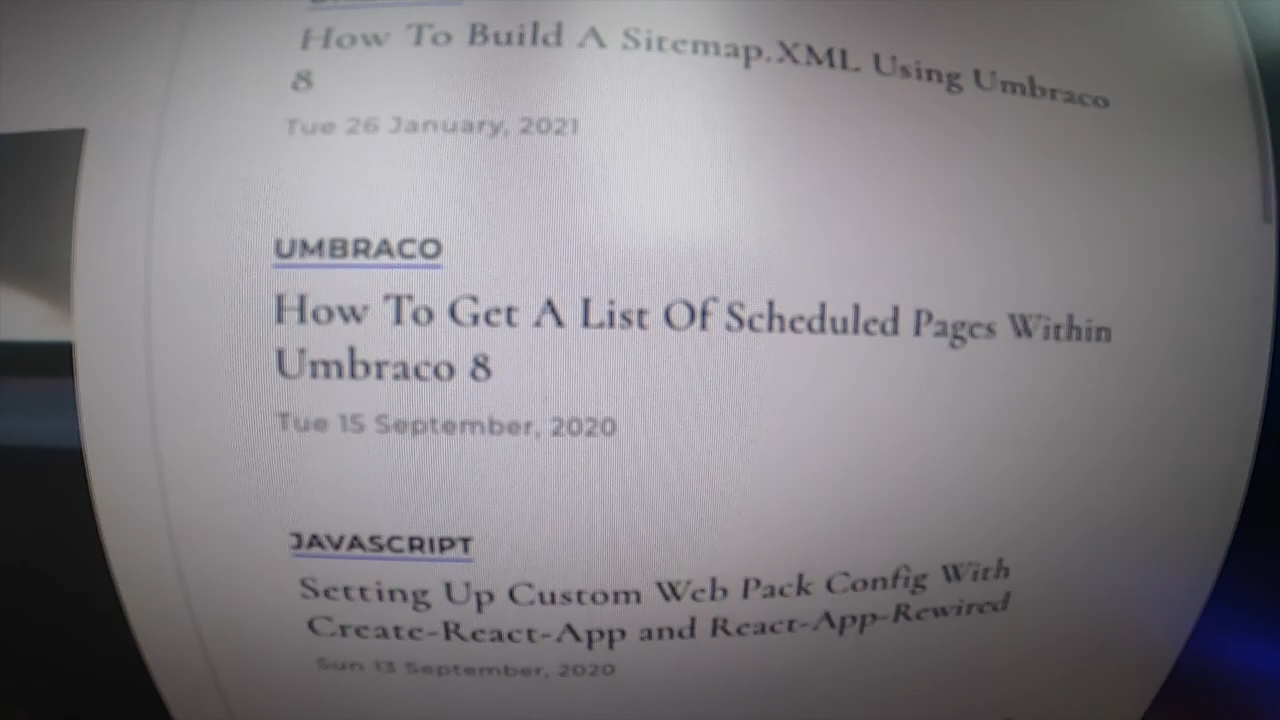 How To Build A Sitemap.XML Using Umbraco
8
Tue 26 January, 2021
UMBRACO
How To Get A List Of Scheduled Pages Within
Umbraco 8
Tue 15 September, 2020
JAVASCRIPT
Setting Up Custom Web Pack Config With
Create-React-App and React-App-Rewired
Sun 13 September, 2020